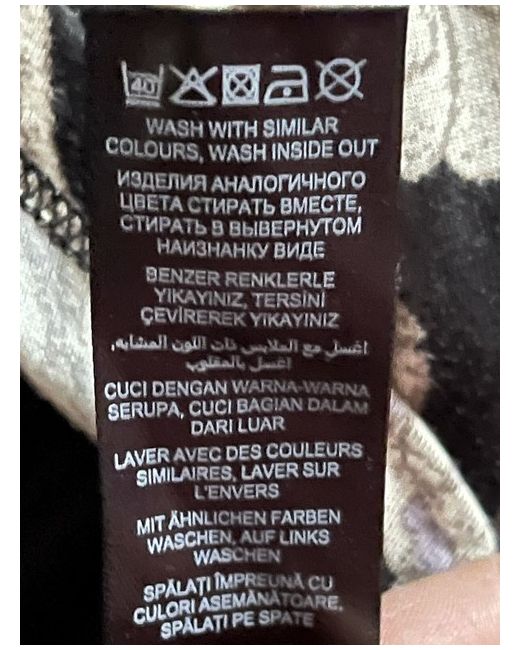 40
WASH WITH SIMILAR
COLOURS, WASH INSIDE OUT
ИЗДЕЛИЯ АНАЛОГИЧНОГО
ЦВЕТА СТИРАТЬ ВМЕСТЕ,
СТИРАТЬ В ВЫВЕРНУТОМ
НАИЗНАНКУ ВИДЕ
BENZER RENKLERLE
YIKAYINIZ, TERSİNİ
ÇEVİREREK YIKAYINIZ
اغسل مع الملابس ذات اللون المشابه,
اغسل بالمقلوب
CUCI DENGAN WARNA-WARNA
SERUPA, CUCI BAGIAN DALAM
DARI LUAR
LAVER AVEC DES COULEURS
SIMILAIRES, LAVER SUR
L'ENVERS
MIT ÄHNLICHEN FARBEN
WASCHEN, AUF LINKS
WASCHEN
SPĂLAȚI ÎMPREUNĂ CU
CULORI ASEMĂNĂTOARE,
SPĂLAȚI PE SPATE